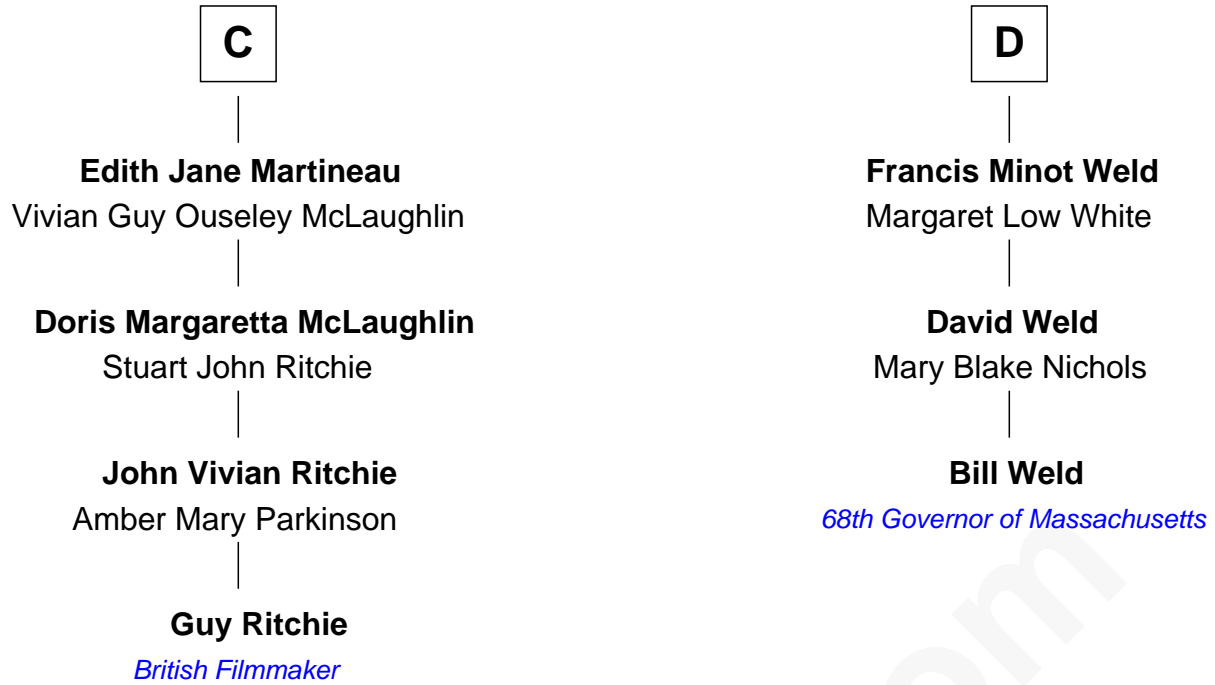 C
Edith Jane Martineau
Vivian Guy Ouseley McLaughlin
Doris Margaretta McLaughlin
Stuart John Ritchie
John Vivian Ritchie
Amber Mary Parkinson
Guy Ritchie
British Filmmaker
D
Francis Minot Weld
Margaret Low White
David Weld
Mary Blake Nichols
Bill Weld
68th Governor of Massachusetts
om